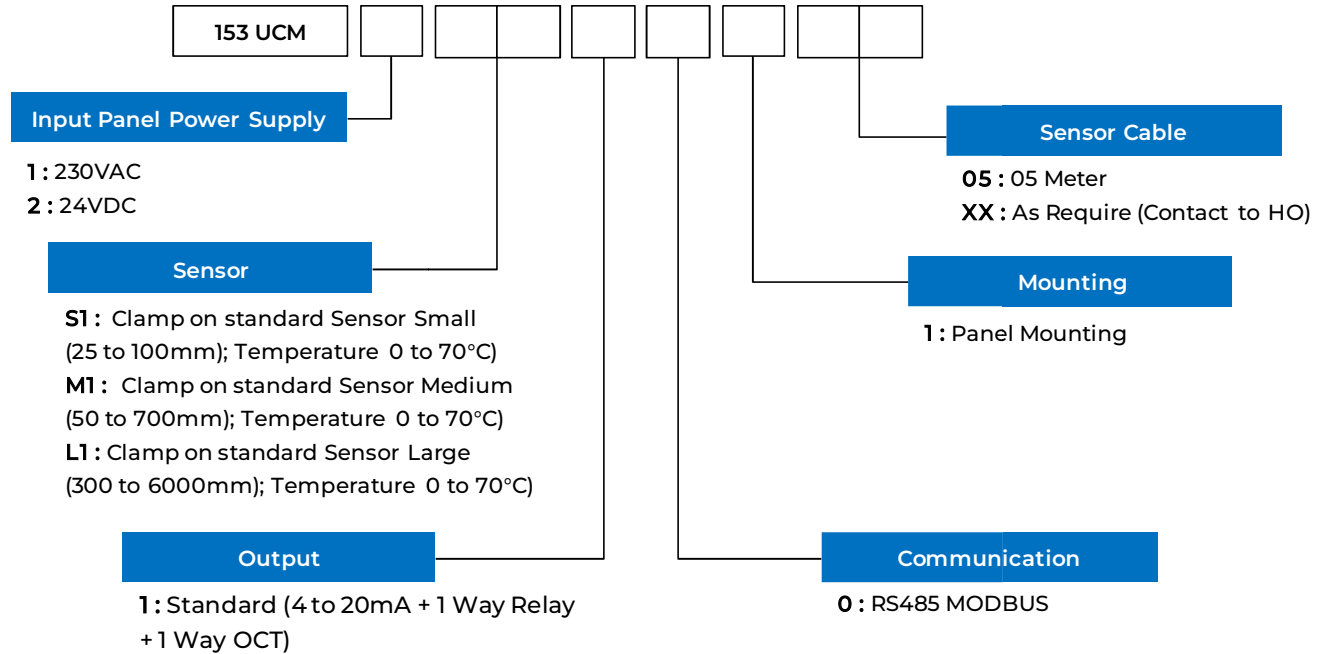 153 UCM
Input Panel Power Supply
1 : 230VAC
2 : 24VDC
Sensor
S1 : Clamp on standard Sensor Small
(25 to 100mm); Temperature 0 to 70°C)
M1 : Clamp on standard Sensor Medium
(50 to 700mm); Temperature 0 to 70°C)
L1 : Clamp on standard Sensor Large
(300 to 6000mm); Temperature 0 to 70°C)
Output
1 : Standard (4 to 20mA + 1 Way Relay
+ 1 Way OCT)
Sensor Cable
05 : 05 Meter
XX : As Require (Contact to HO)
Mounting
1 : Panel Mounting
Communication
0 : RS485 MODBUS